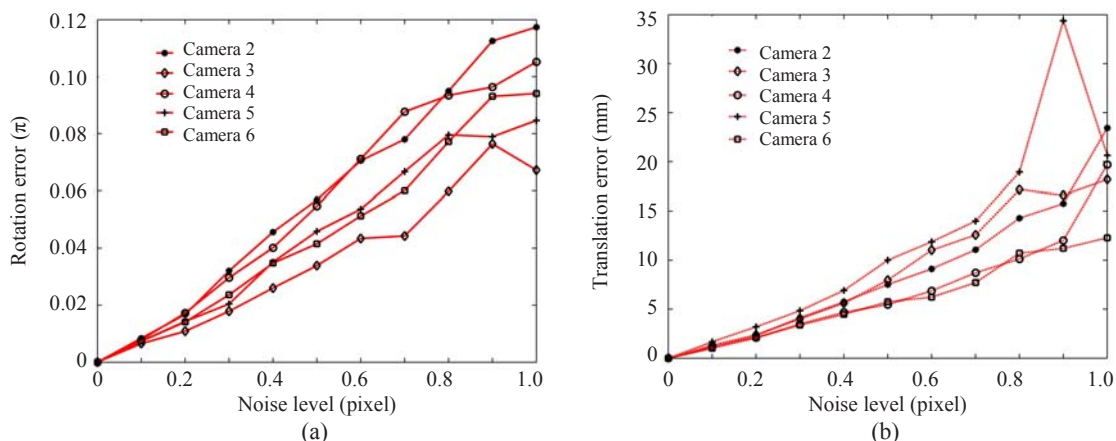 0.12
0.10
0.08
0.06
0.04
0.02
0
Rotation error (π)
Camera 2
Camera 3
Camera 4
Camera 5
Camera 6
0 0.2 0.4 0.6 0.8 1.0
Noise level (pixel)
(a)
35
30
25
20
15
10
5
0
Translation error (mm)
Camera 2
Camera 3
Camera 4
Camera 5
Camera 6
0 0.2 0.4 0.6 0.8 1.0
Noise level (pixel)
(b)